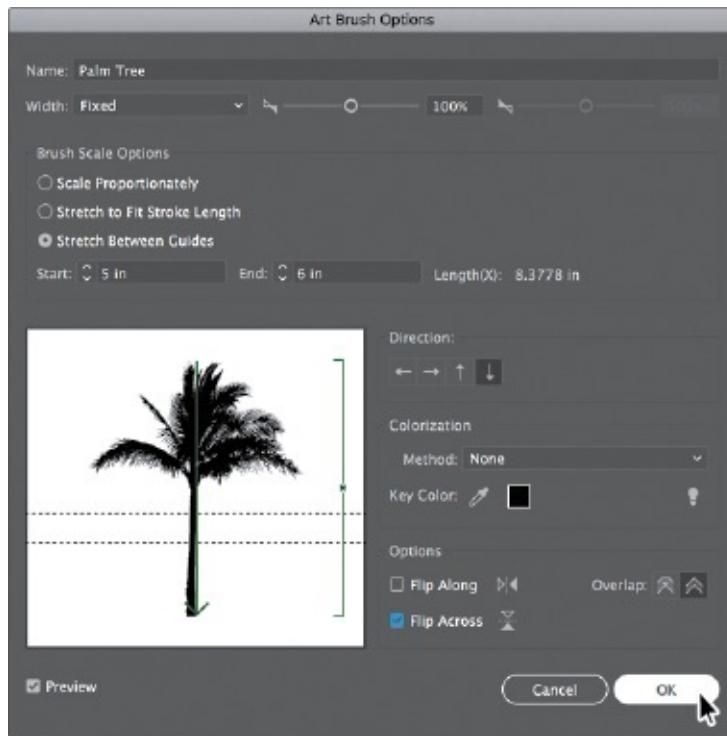 Art Brush Options
Name: Palm Tree
Width: Fixed 100%
Brush Scale Options
Scale Proportionately
Stretch to Fit Stroke Length
Stretch Between Guides
Start: 5 in End: 6 in Length(X): 8.3778 in
Direction:
Colorization
Method: None
Key Color:
Options
Flip Along Overlap:
Flip Across
Preview Cancel OK